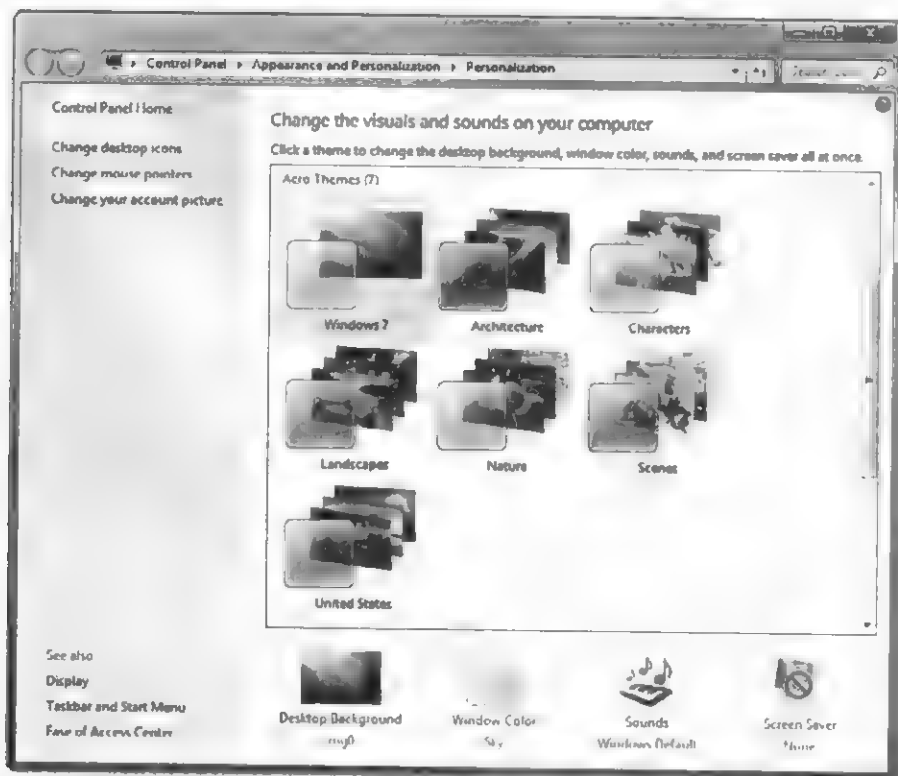 Control Panel ▸ Appearance and Personalization ▸ Personalization
Control Panel Home
Change desktop icons
Change mouse pointers
Change your account picture
Change the visuals and sounds on your computer
Click a theme to change the desktop background, window color, sounds, and screen saver all at once.
Aero Themes (7)
Windows 7
Architecture
Characters
Landscapes
Nature
Scenes
United States
See also
Display
Taskbar and Start Menu
Ease of Access Center
Desktop Background
Window Color
Sky
Sounds
Windows Default
Screen Saver
None